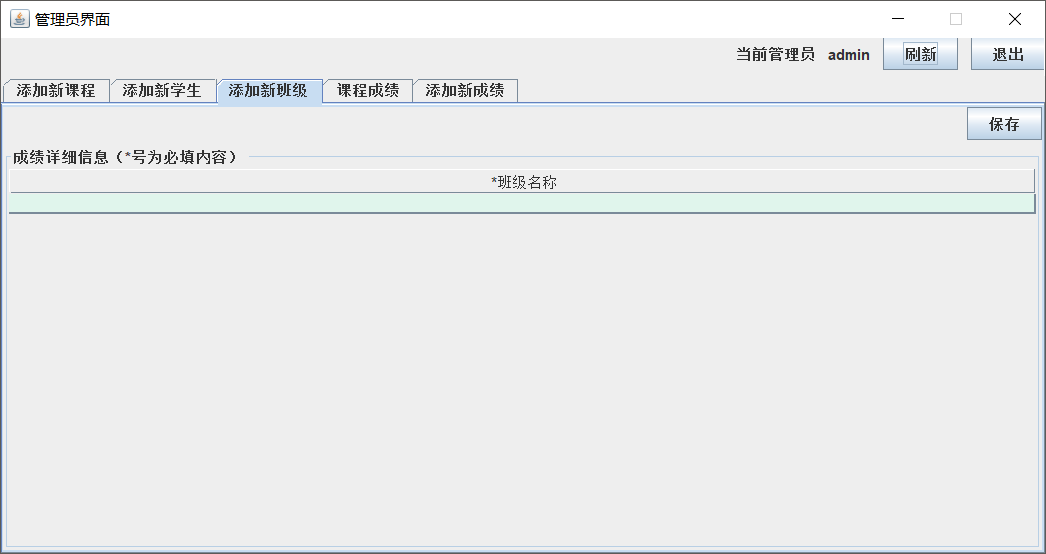 管理员界面
当前管理员 admin 刷新 退出
添加新课程 添加新学生 添加新班级 课程成绩 添加新成绩
保存
成绩详细信息（*号为必填内容）
*班级名称